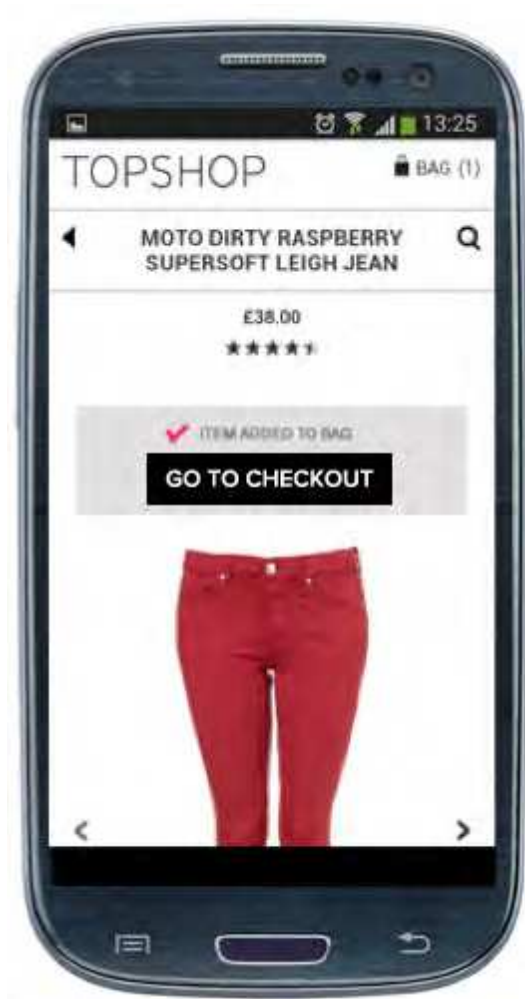 13:25
TOPSHOP
BAG (1)
MOTO DIRTY RASPBERRY
SUPERSOFT LEIGH JEAN
£38.00
ITEM ADDED TO BAG
GO TO CHECKOUT